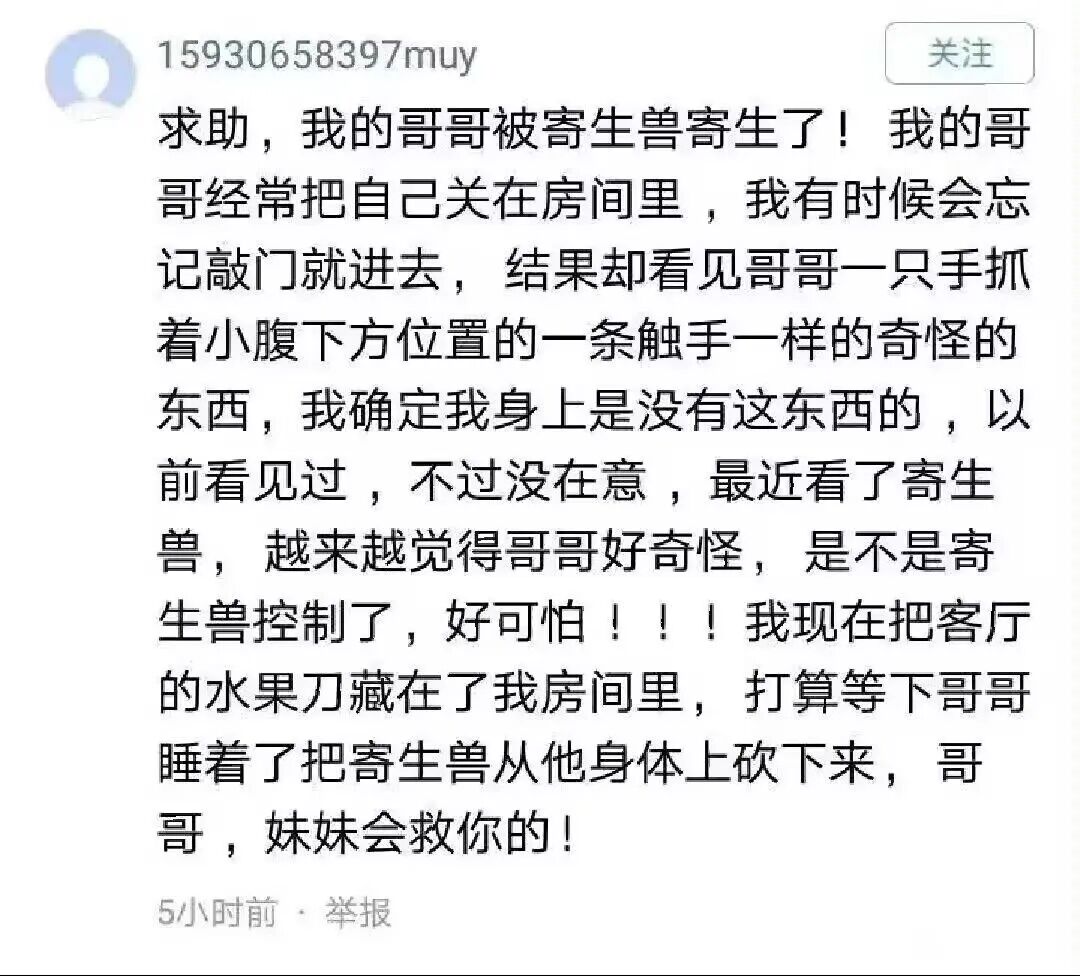 15930658397muy
关注
求助，我的哥哥被寄生兽寄生了！ 我的哥
哥经常把自己关在房间里 ，我有时候会忘
记敲门就进去， 结果却看见哥哥一只手抓
着小腹下方位置的一条触手一样的奇怪的
东西，我确定我身上是没有这东西的 ，以
前看见过 ，不过没在意 ，最近看了寄生
兽， 越来越觉得哥哥好奇怪， 是不是寄
生兽控制了，好可怕 ！！！我现在把客厅
的水果刀藏在了我房间里， 打算等下哥哥
睡着了把寄生兽从他身体上砍下来， 哥
哥 ，妹妹会救你的！
5小时前 · 举报